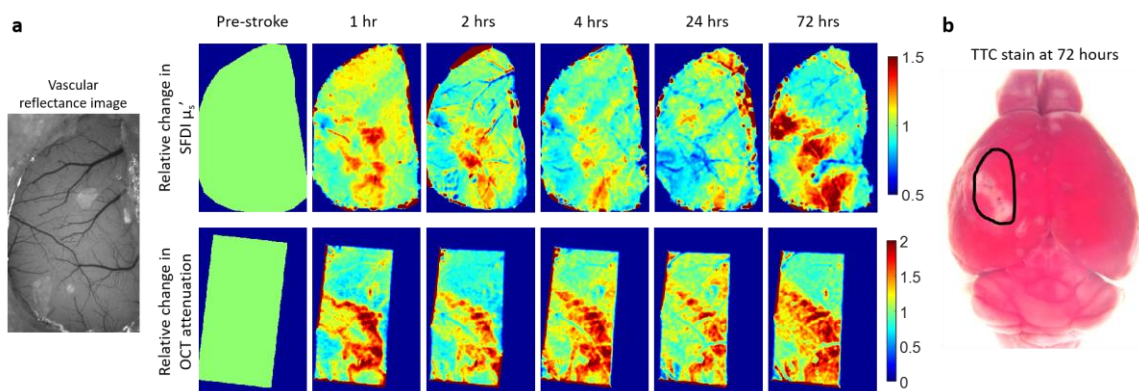 a
Pre-stroke 1 hr 2 hrs 4 hrs 24 hrs 72 hrs
b
TTC stain at 72 hours
Vascular
reflectance image
Relative change in
SFDI μs'
1.5
1
0.5
Relative change in
OCT attenuation
2
1.5
1
0.5
0